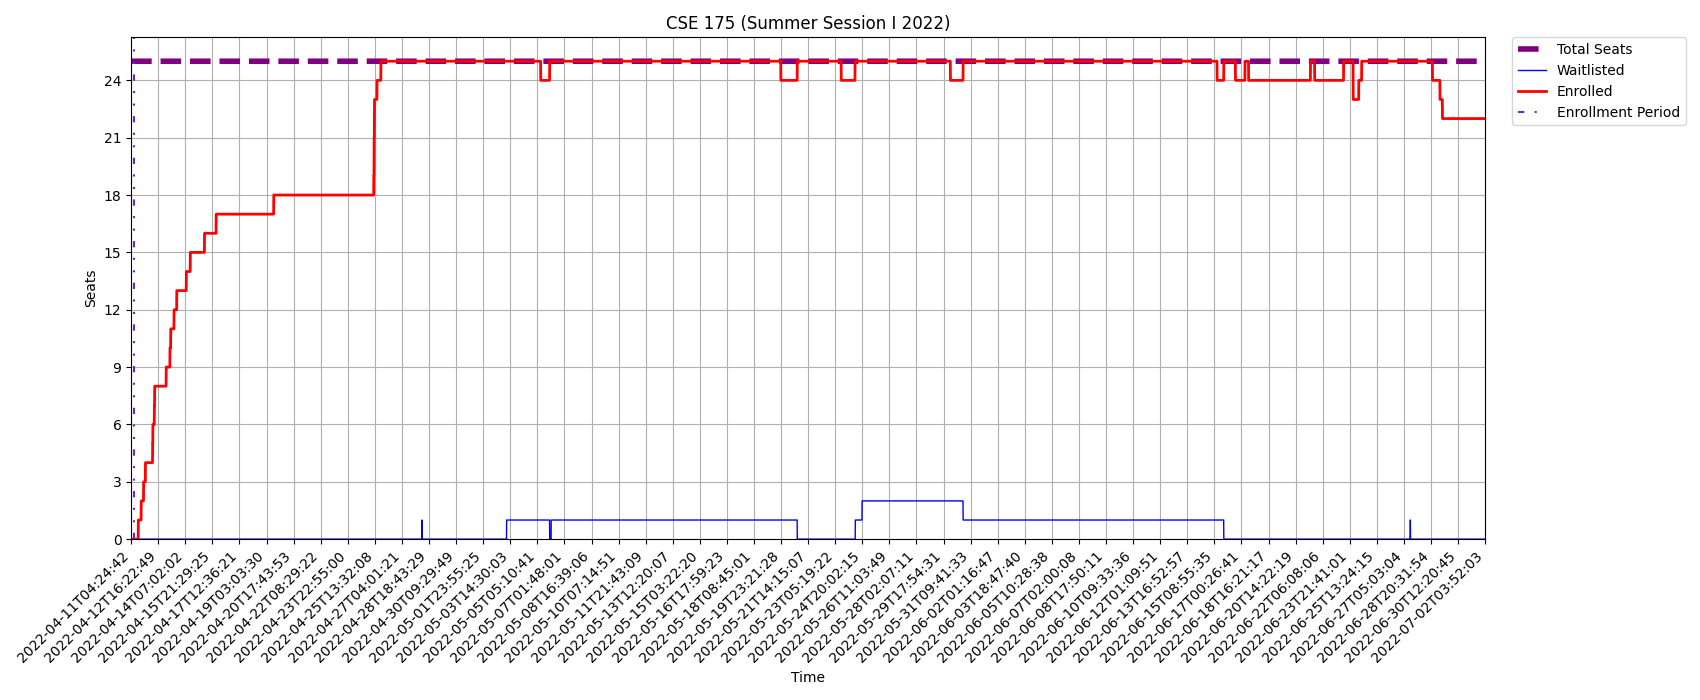 CSE 175 (Summer Session I 2022)
Total Seats
Waitlisted
Enrolled
Enrollment Period
Seats
24
21
18
15
12
9
6
3
0
2022-04-11T04:24:42
2022-04-12T16:22:49
2022-04-14T07:02:02
2022-04-15T21:29:25
2022-04-17T12:36:21
2022-04-19T03:03:30
2022-04-20T17:43:53
2022-04-22T08:29:22
2022-04-23T22:55:00
2022-04-25T13:32:08
2022-04-27T04:01:21
2022-04-28T18:43:29
2022-04-30T09:29:49
2022-05-01T23:55:25
2022-05-03T14:30:03
2022-05-05T05:10:41
2022-05-07T01:48:01
2022-05-08T16:39:06
2022-05-10T07:14:51
2022-05-11T21:43:09
2022-05-13T12:20:07
2022-05-15T03:22:20
2022-05-16T17:59:23
2022-05-18T08:45:01
2022-05-19T23:21:28
2022-05-21T14:15:07
2022-05-23T05:19:22
2022-05-24T20:02:15
2022-05-26T11:03:49
2022-05-28T02:07:11
2022-05-29T17:54:31
2022-05-31T09:41:33
2022-06-02T01:16:47
2022-06-03T18:47:40
2022-06-05T10:28:38
2022-06-07T02:00:08
2022-06-08T17:50:11
2022-06-10T09:33:36
2022-06-12T01:09:51
2022-06-13T16:52:57
2022-06-15T08:55:35
2022-06-17T00:26:41
2022-06-18T16:21:17
2022-06-20T14:22:19
2022-06-22T06:08:06
2022-06-23T21:41:01
2022-06-25T13:24:15
2022-06-27T05:03:04
2022-06-28T20:31:54
2022-06-30T12:20:45
2022-07-02T03:52:03
Time